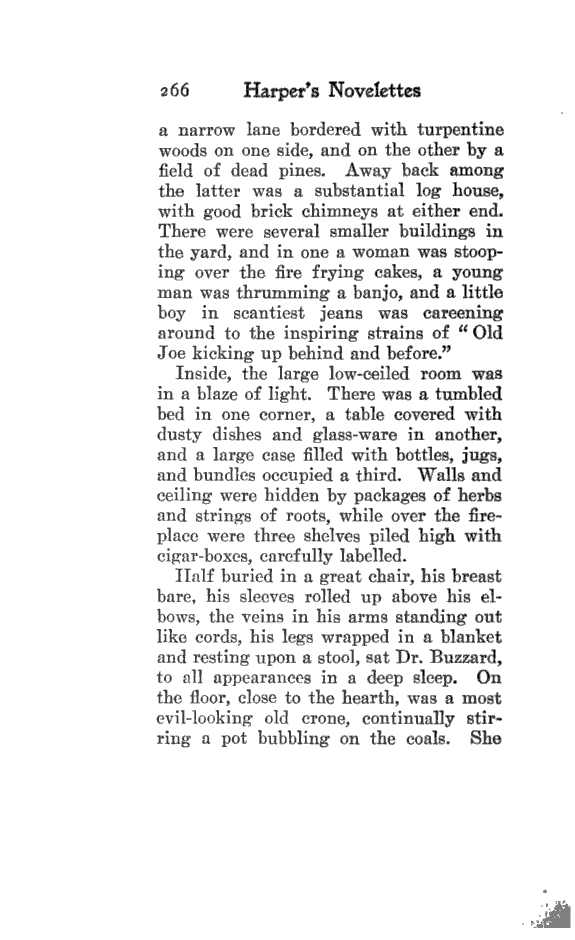 266 Harper's Novelettes
a narrow lane bordered with turpentine
woods on one side, and on the other by a
field of dead pines. Away back among
the latter was a substantial log house,
with good brick chimneys at either end.
There were several smaller buildings in
the yard, and in one a woman was stoop-
ing over the fire frying cakes, a young
man was thrumming a banjo, and a little
boy in scantiest jeans was careening
around to the inspiring strains of “Old
Joe kicking up behind and before.”
Inside, the large low-ceiled room was
in a blaze of light. There was a tumbled
bed in one corner, a table covered with
dusty dishes and glass-ware in another,
and a large case filled with bottles, jugs,
and bundles occupied a third. Walls and
ceiling were hidden by packages of herbs
and strings of roots, while over the fire-
place were three shelves piled high with
cigar-boxes, carefully labelled.
Half buried in a great chair, his breast
bare, his sleeves rolled up above his el-
bows, the veins in his arms standing out
like cords, his legs wrapped in a blanket
and resting upon a stool, sat Dr. Buzzard,
to all appearances in a deep sleep. On
the floor, close to the hearth, was a most
evil-looking old crone, continually stir-
ring a pot bubbling on the coals. She